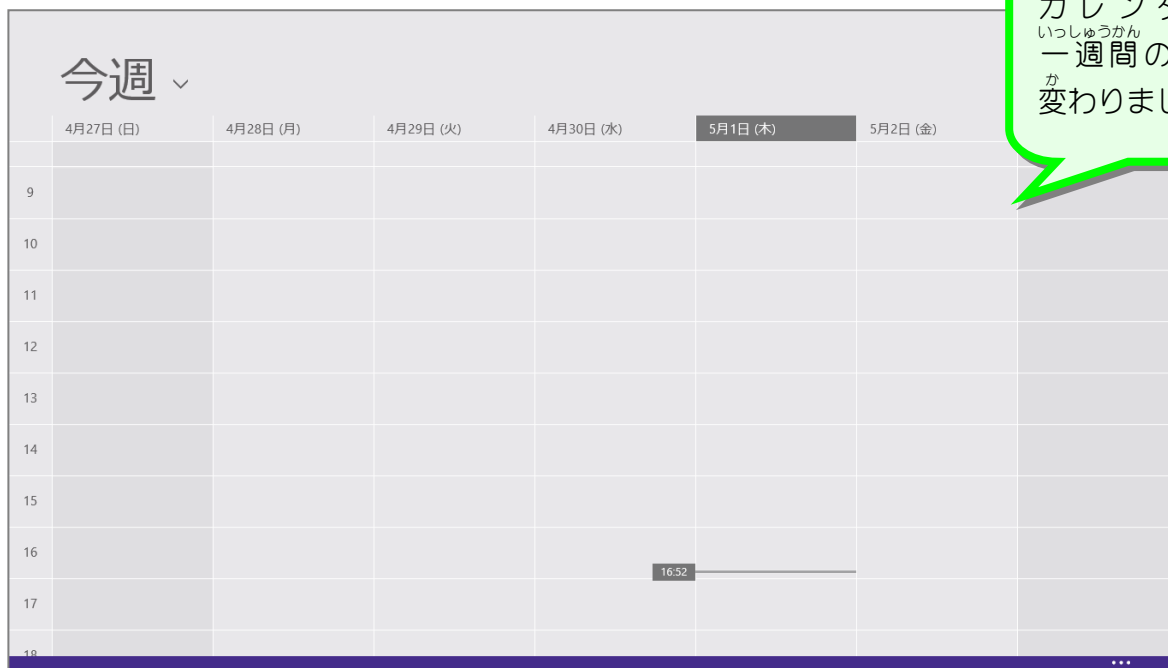 カレン
いっしゅうかん
一週間の
か
変わりまし
今週
4月27日 (日)
4月28日 (月)
4月29日 (火)
4月30日 (水)
5月1日 (木)
5月2日 (金)
9
10
11
12
13
14
15
16
16:52
17
18